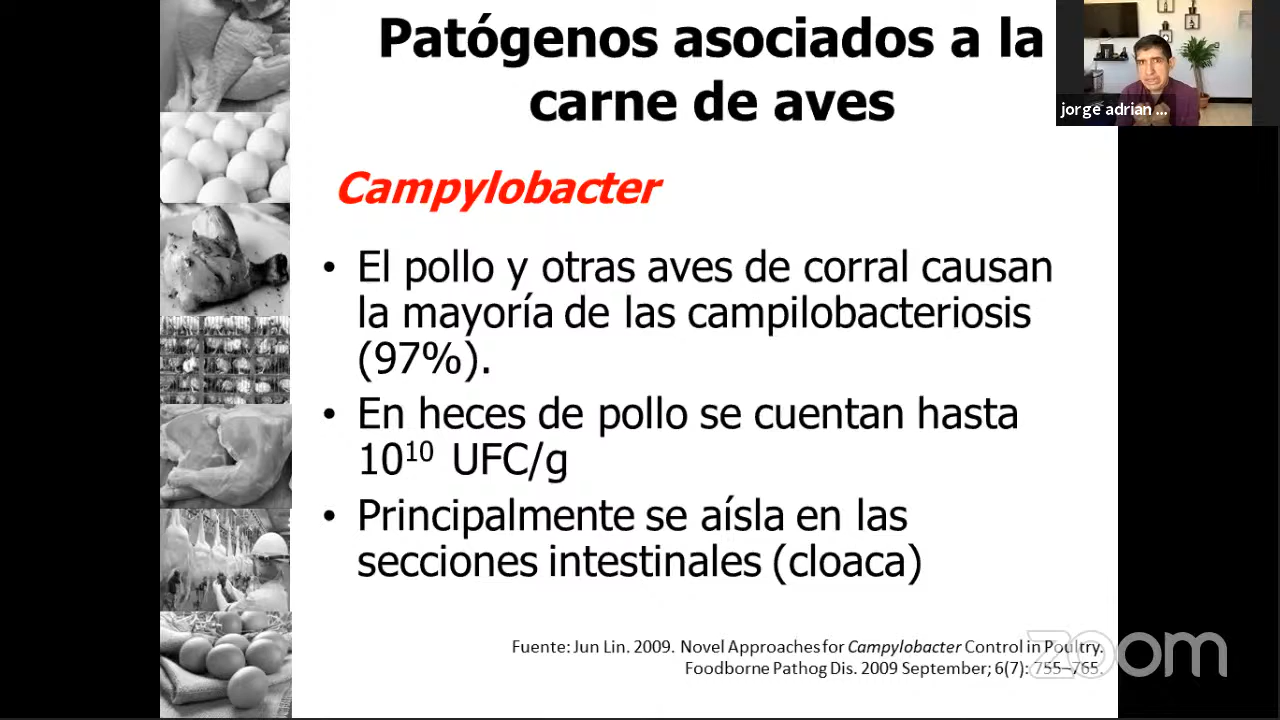 Patógenos asociados a la
carne de aves
jorge adrian ...
Campylobacter
• El pollo y otras aves de corral causan
la mayoría de las campilobacteriosis
(97%).
• En heces de pollo se cuentan hasta
10¹⁰ UFC/g
• Principalmente se aísla en las
secciones intestinales (cloaca)
Fuente: Jun Lin. 2009. Novel Approaches for Campylobacter Control in Poultry.
Foodborne Pathog Dis. 2009 September; 6(7): 755–765.
zoom